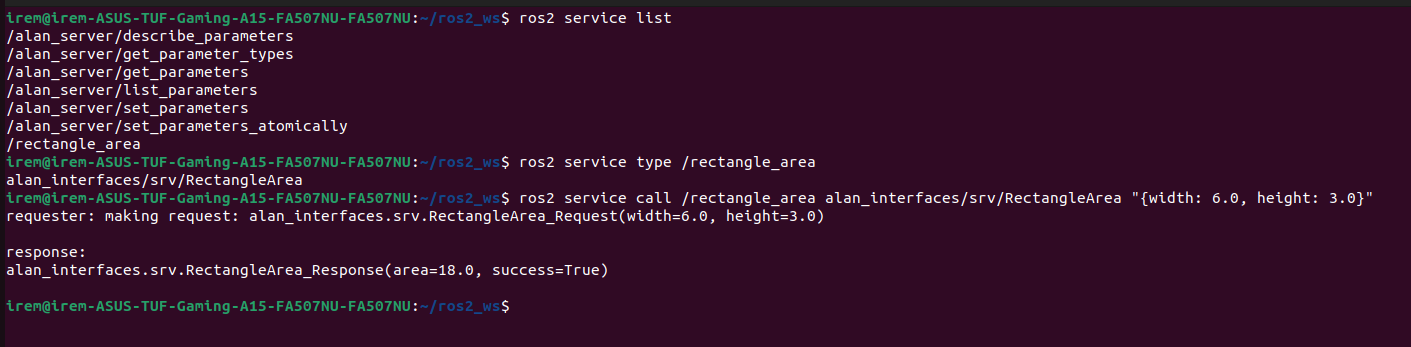 irem@irem-ASUS-TUF-Gaming-A15-FA507NU-FA507NU:~/ros2_ws$ ros2 service list
/alan_server/describe_parameters
/alan_server/get_parameter_types
/alan_server/get_parameters
/alan_server/list_parameters
/alan_server/set_parameters
/alan_server/set_parameters_atomically
/rectangle_area
irem@irem-ASUS-TUF-Gaming-A15-FA507NU-FA507NU:~/ros2_ws$ ros2 service type /rectangle_area
alan_interfaces/srv/RectangleArea
irem@irem-ASUS-TUF-Gaming-A15-FA507NU-FA507NU:~/ros2_ws$ ros2 service call /rectangle_area alan_interfaces/srv/RectangleArea "{width: 6.0, height: 3.0}"
requester: making request: alan_interfaces.srv.RectangleArea_Request(width=6.0, height=3.0)
response:
alan_interfaces.srv.RectangleArea_Response(area=18.0, success=True)
irem@irem-ASUS-TUF-Gaming-A15-FA507NU-FA507NU:~/ros2_ws$